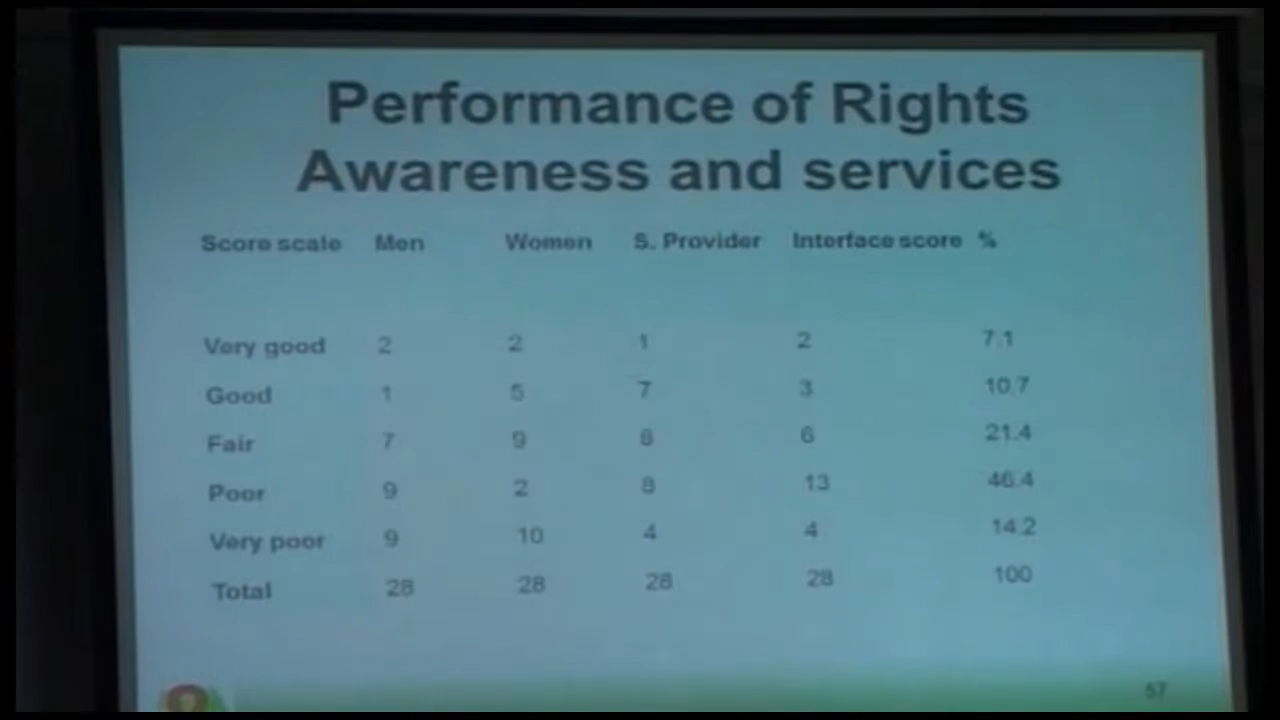 Performance of Rights
Awareness and services
Score scale Men Women S. Provider Interface score %
Very good 2 2 1 2 7.1
Good 1 5 7 3 10.7
Fair 7 9 8 6 21.4
Poor 9 2 8 13 46.4
Very poor 9 10 4 4 14.2
Total 28 28 28 28 100
57